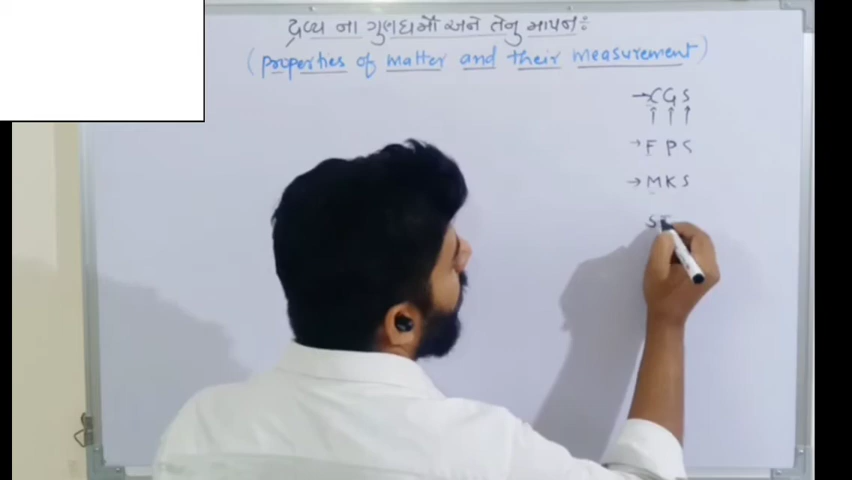 દ્રવ્ય ના ગુણધર્મો અને તેનુ માપન:
(properties of matter and their measurement)
→ CGS
→ FPS
→ MKS
SI